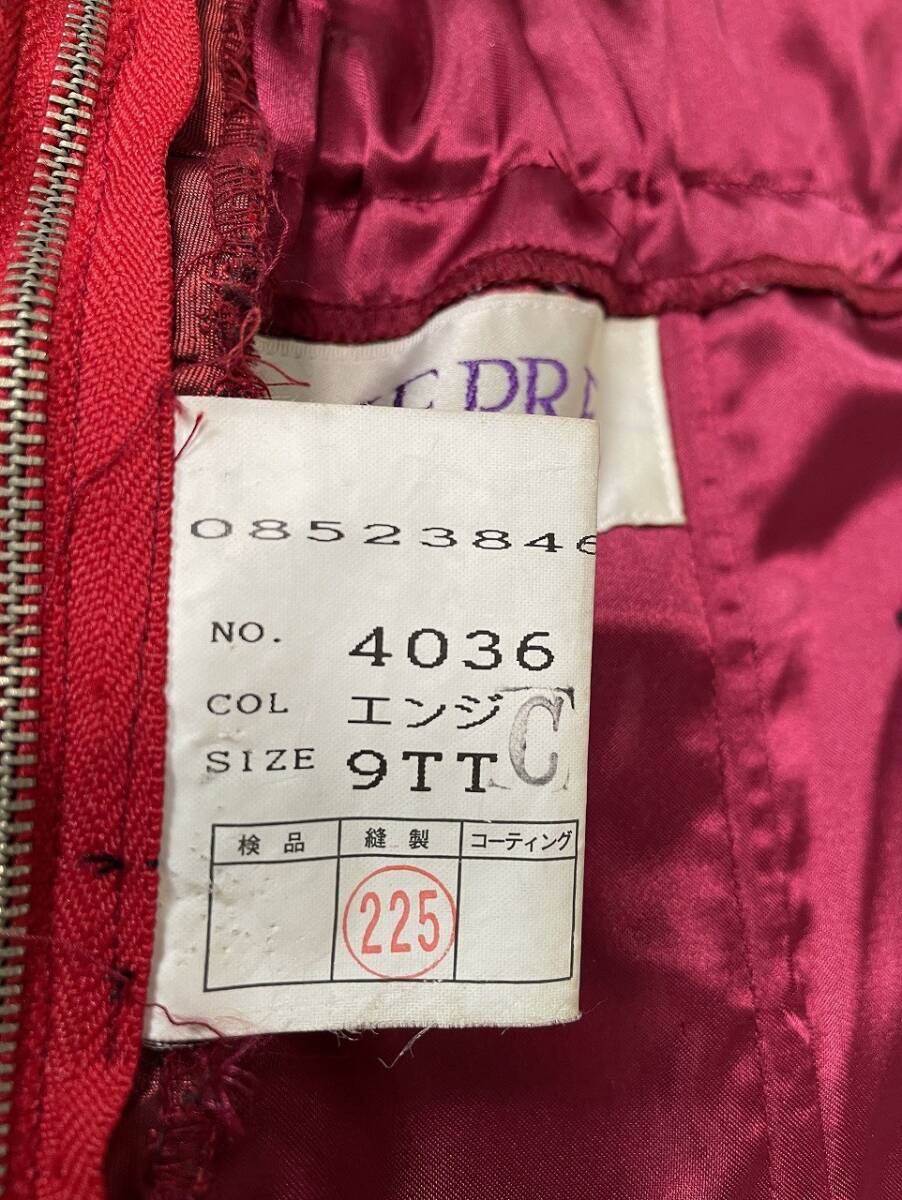 DR
08523846
NO. 4036
COL エンジ C
SIZE 9TT
検品 縫製 コーティング
225